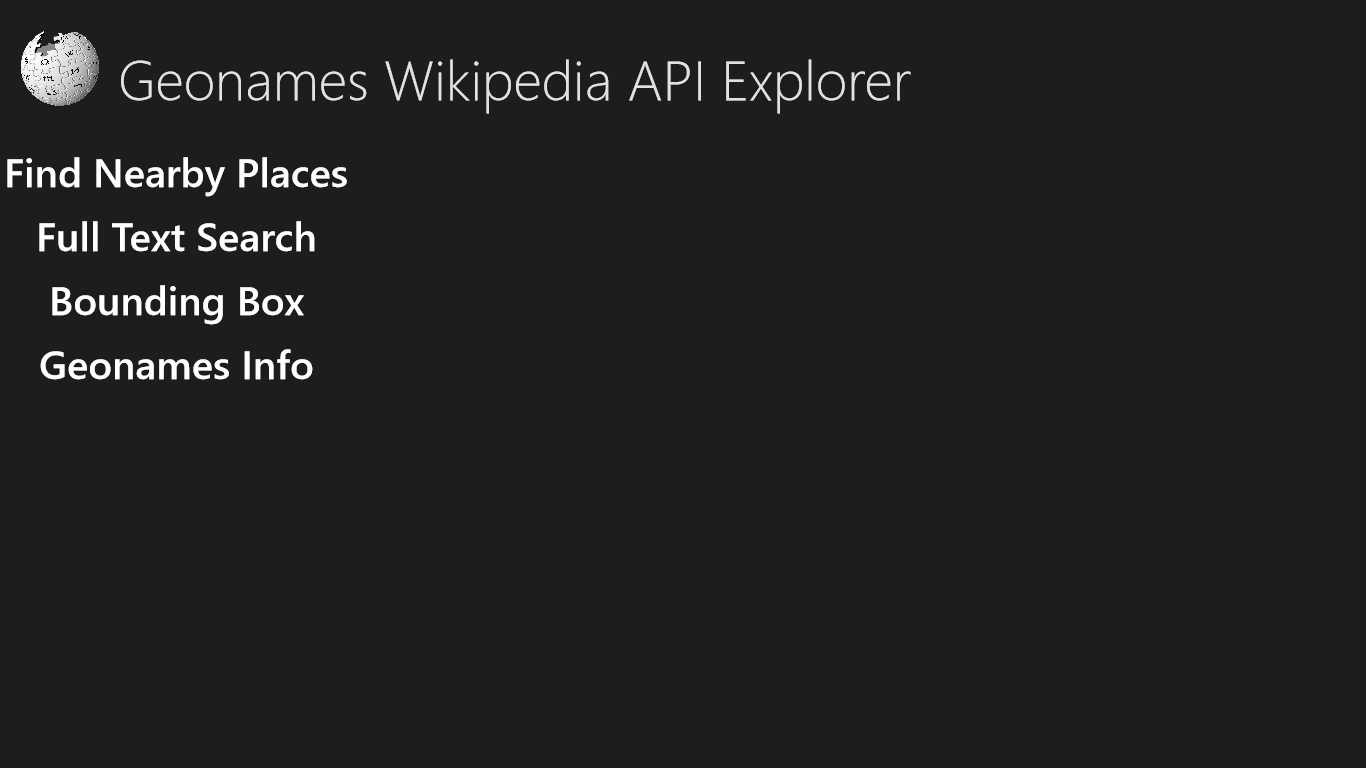 Geonames Wikipedia API Explorer
Find Nearby Places
Full Text Search
Bounding Box
Geonames Info